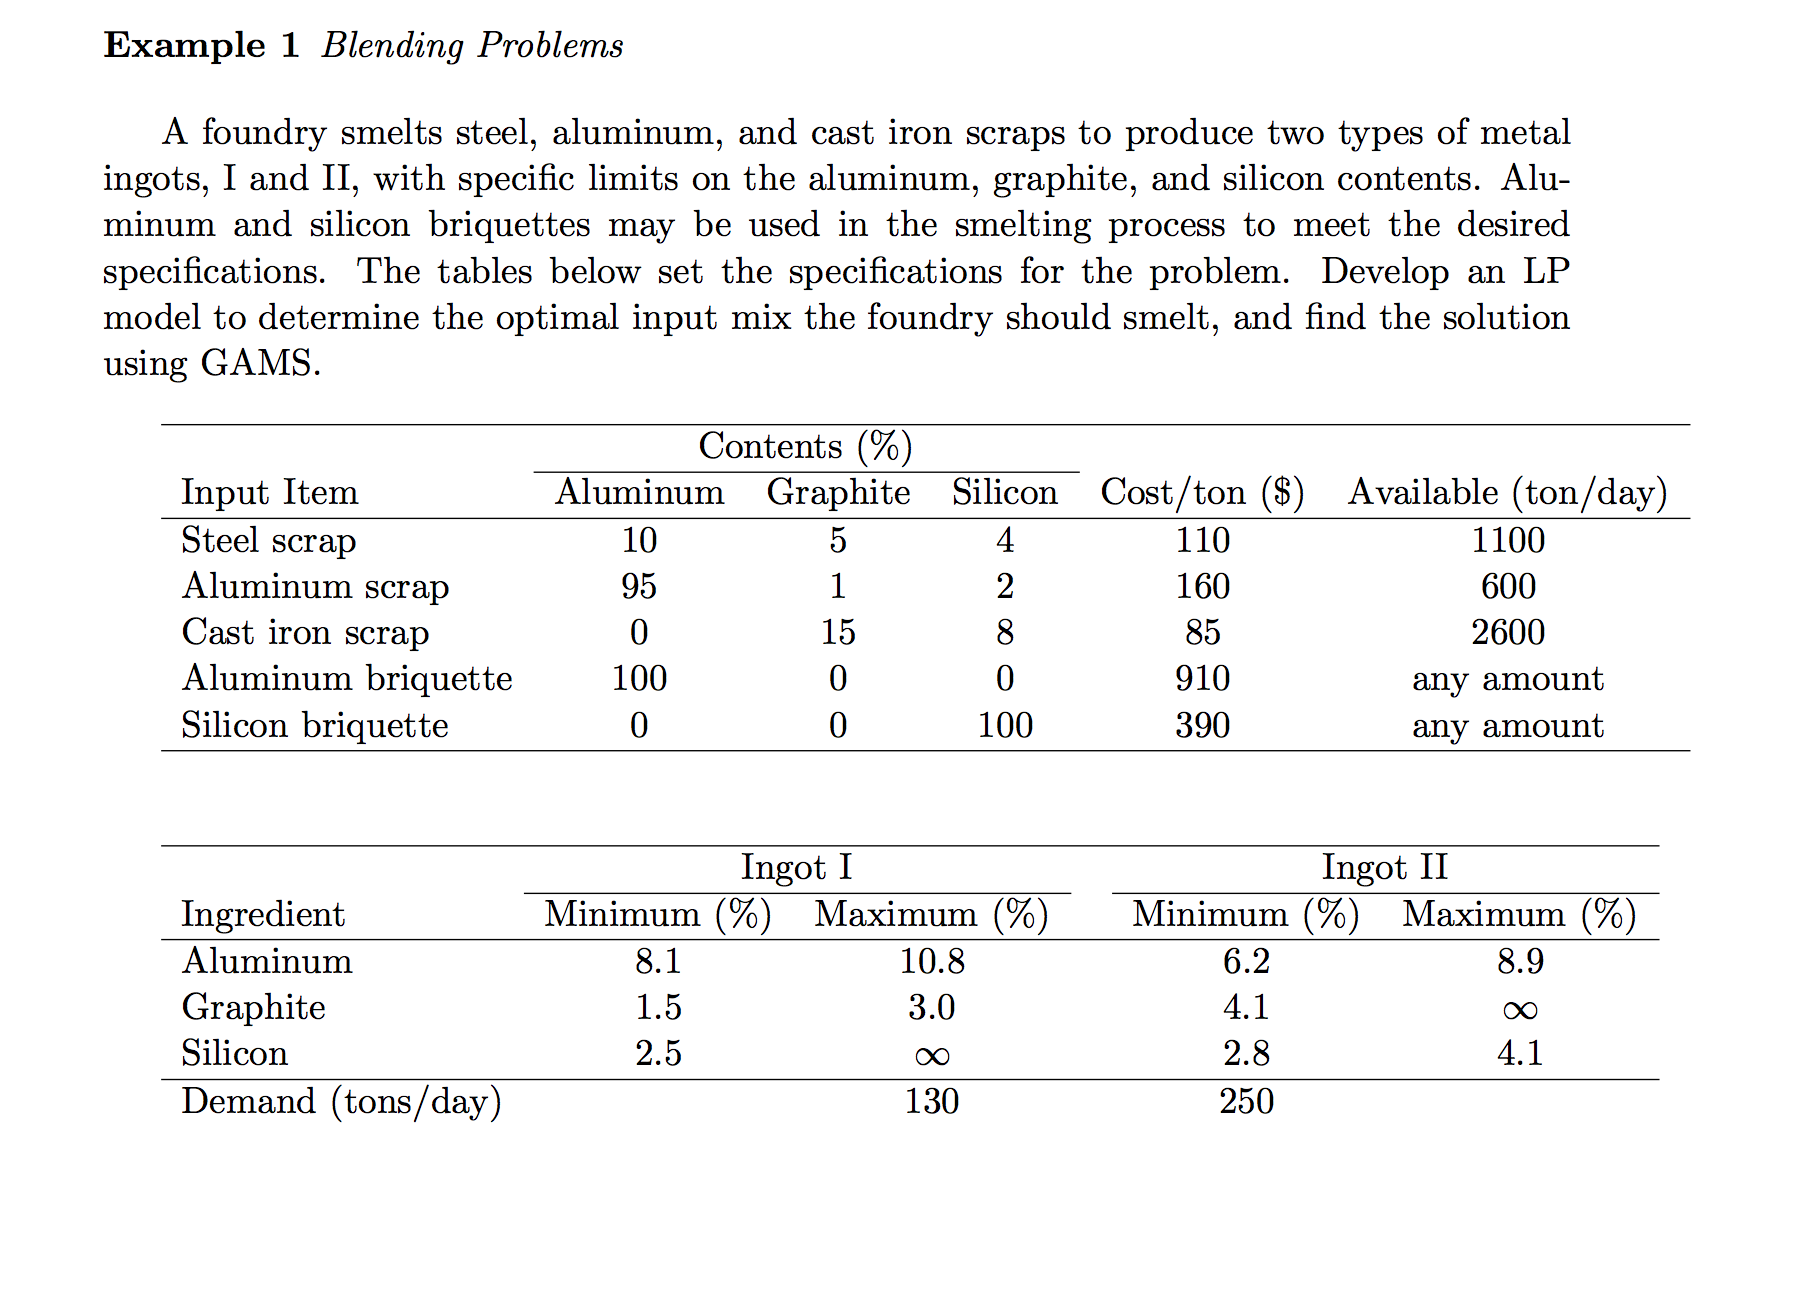 Example 1 Blending Problems
A foundry smelts steel, aluminum, and cast iron scraps to produce two types of metal
ingots, I and II, with specific limits on the aluminum, graphite, and silicon contents. Alu-
minum and silicon briquettes may be used in the smelting process to meet the desired
specifications. The tables below set the specifications for the problem. Develop an LP
model to determine the optimal input mix the foundry should smelt, and find the solution
using GAMS.
Contents (%)
Input Item Aluminum Graphite Silicon Cost/ton ($) Available (ton/day)
Steel scrap 10 5 4 110 1100
Aluminum scrap 95 1 2 160 600
Cast iron scrap 0 15 8 85 2600
Aluminum briquette 100 0 0 910 any amount
Silicon briquette 0 0 100 390 any amount
Ingot I Ingot II
Ingredient Minimum (%) Maximum (%) Minimum (%) Maximum (%)
Aluminum 8.1 10.8 6.2 8.9
Graphite 1.5 3.0 4.1 ∞
Silicon 2.5 ∞ 2.8 4.1
Demand (tons/day) 130 250